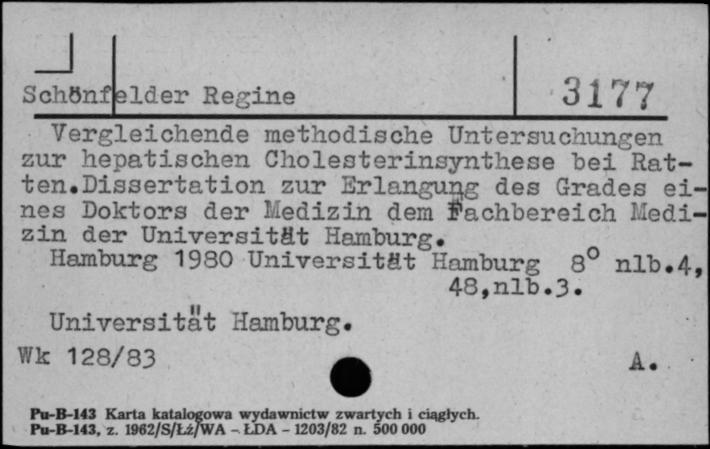 Schönfelder Regine 3177
Vergleichende methodische Untersuchungen
zur hepatischen Cholesterinsynthese bei Rat-
ten.Dissertation zur Erlangung des Grades ei-
nes Doktors der Medizin dem Fachbereich Medi-
zin der Universität Hamburg.
Hamburg 1980 Universität Hamburg 8° nlb.4,
48,nlb.3.
Universität Hamburg.
Wk 128/83 A.
Pu-B-143 Karta katalogowa wydawnictw zwartych i ciągłych.
Pu-B-143, z. 1962/S/Łż/WA – ŁDA – 1203/82 n. 500 000